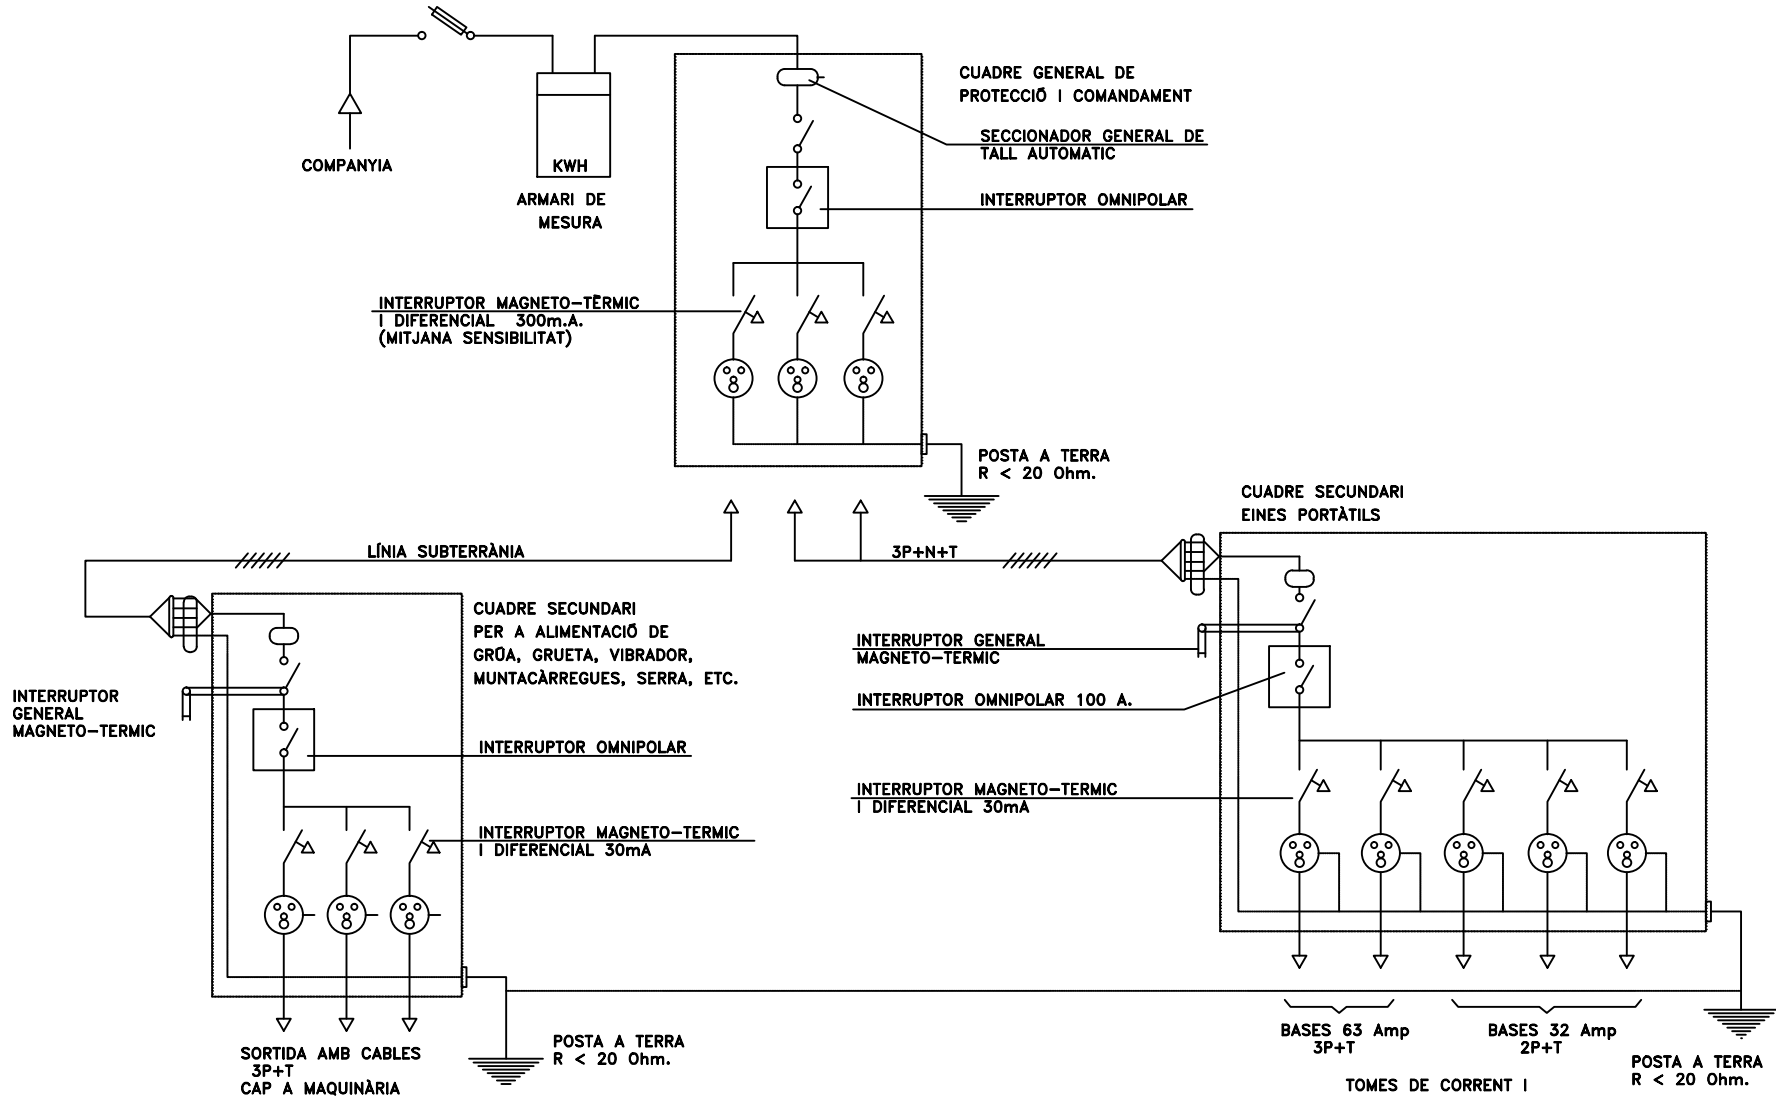 COMPANYIA
KWH
ARMARI DE
MESURA
CUADRE GENERAL DE
PROTECCIÓ I COMANDAMENT
SECCIONADOR GENERAL DE
TALL AUTOMATIC
INTERRUPTOR OMNIPOLAR
INTERRUPTOR MAGNETO-TÈRMIC
I DIFERENCIAL 300m.A.
(MITJANA SENSIBILITAT)
POSTA A TERRA
R < 20 Ohm.
LÍNIA SUBTERRÀNIA
3P+N+T
CUADRE SECUNDARI
EINES PORTÀTILS
CUADRE SECUNDARI
PER A ALIMENTACIÓ DE
GRÚA, GRUETA, VIBRADOR,
MUNTACÀRREGUES, SERRA, ETC.
INTERRUPTOR
GENERAL
MAGNETO-TERMIC
INTERRUPTOR OMNIPOLAR
INTERRUPTOR MAGNETO-TERMIC
I DIFERENCIAL 30mA
INTERRUPTOR GENERAL
MAGNETO-TERMIC
INTERRUPTOR OMNIPOLAR 100 A.
INTERRUPTOR MAGNETO-TERMIC
I DIFERENCIAL 30mA
SORTIDA AMB CABLES
3P+T
CAP A MAQUINÀRIA
POSTA A TERRA
R < 20 Ohm.
BASES 63 Amp
3P+T
BASES 32 Amp
2P+T
TOMES DE CORRENT I
POSTA A TERRA
R < 20 Ohm.